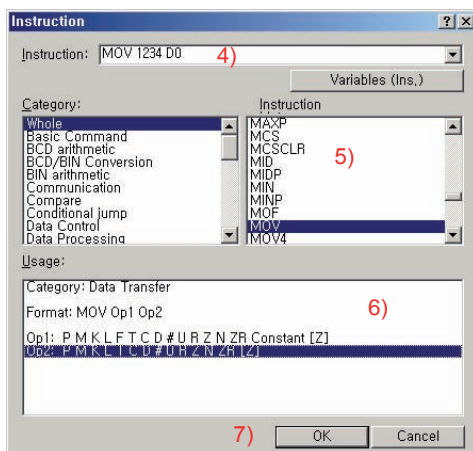 Instruction
Instruction: MOV 1234 D0 4)
Variables (Ins,)
Category:
Whole
Basic Command
BCD arithmetic
BCD/BIN Conversion
BIN arithmetic
Communication
Compare
Conditional jump
Data Control
Data Processing
Instruction
MAXP
MCS
MCSCLR
MID
MIDP
MIN
MINP
MOF
MOV
MOV4
5)
Usage:
Category: Data Transfer
Format: MOV Op1 Op2
6)
Op1: P M K L F T C D # U R Z N ZR Constant [Z]
Op2: P M K L T C D # U R Z N ZR [Z]
7) OK Cancel